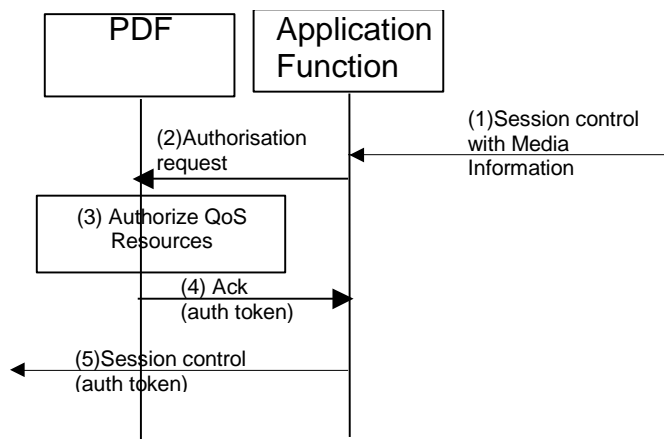 PDF
Application
Function
(1)Session control
with Media
Information
(2)Authorisation
request
(3) Authorize QoS
Resources
(4) Ack
(auth token)
(5)Session control
(auth token)